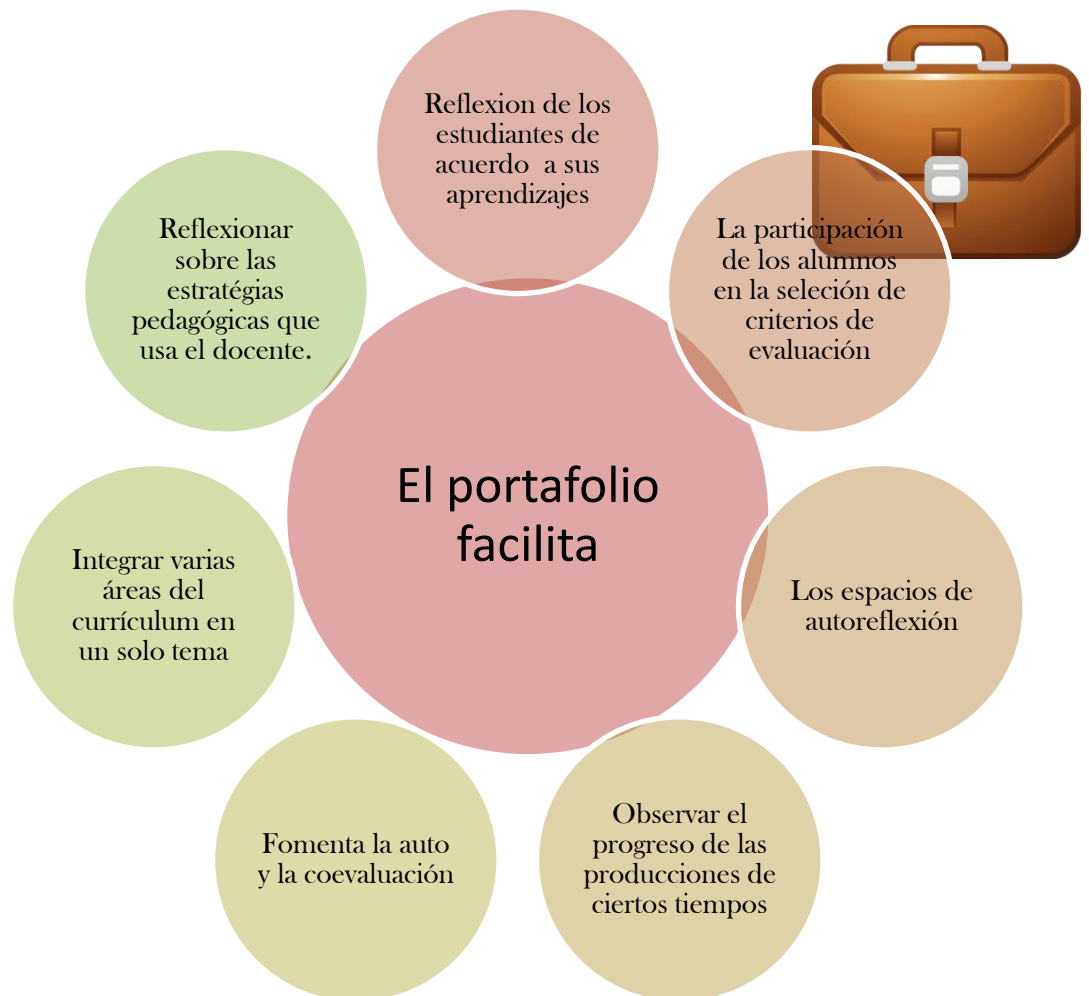 Reflexion de los
estudiantes de
acuerdo  a sus
aprendizajes
La participación
de los alumnos
en la seleción de
criterios de
evaluación
Los espacios de
autoreflexión
Observar el
progreso de las
producciones de
ciertos tiempos
Fomenta la auto
y la coevaluación
Integrar varias
áreas del
currículum en
un solo tema
Reflexionar
sobre las
estratégias
pedagógicas que
usa el docente.
El portafolio
facilita